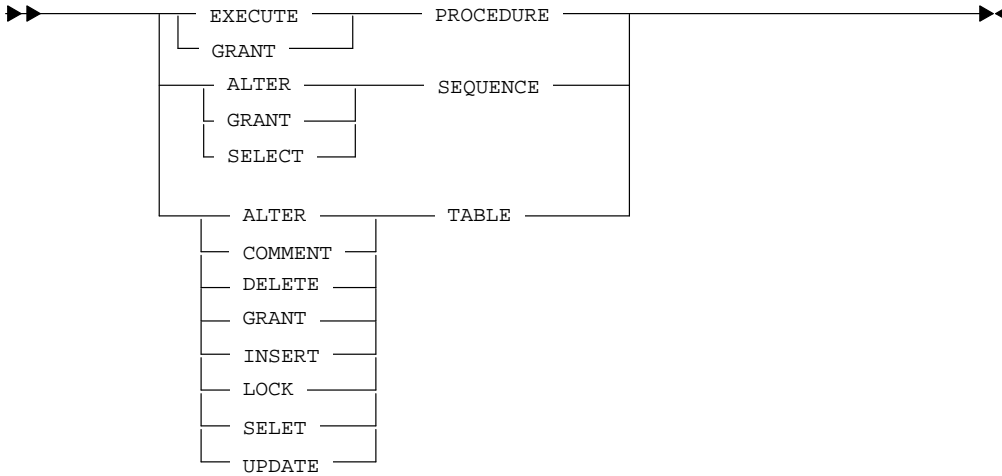 EXECUTE PROCEDURE
GRANT
ALTER SEQUENCE
GRANT
SELECT
ALTER TABLE
COMMENT
DELETE
GRANT
INSERT
LOCK
SELET
UPDATE